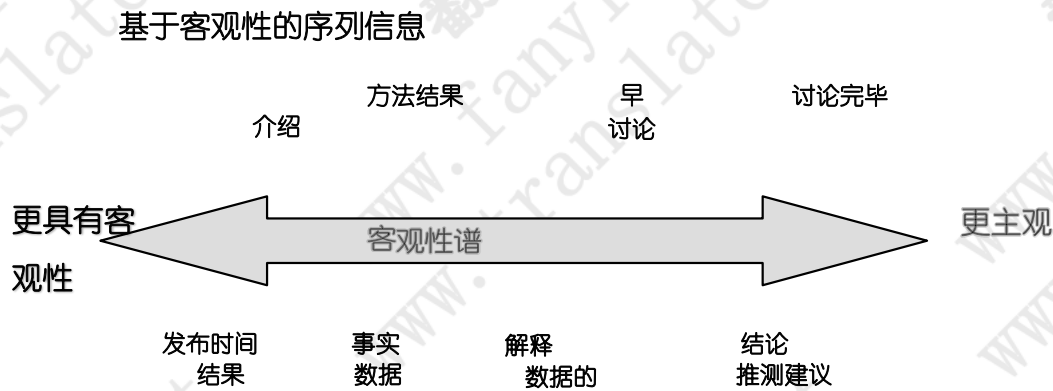 基于客观性的序列信息
方法结果
早
讨论完毕
介绍
讨论
更具有客
观性
客观性谱
更主观
发布时间
结果
事实
数据
解释
数据的
结论
推测建议